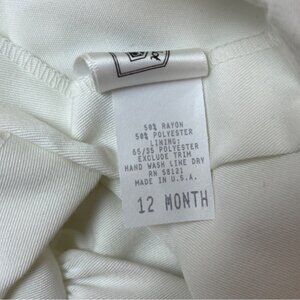 50% RAYON
50% POLYESTER
LINING:
65/35 POLYESTER
EXCLUDE TRIM
HAND WASH LIKE DRY
RN 58121
MADE IN U.S.A.
12 MONTH